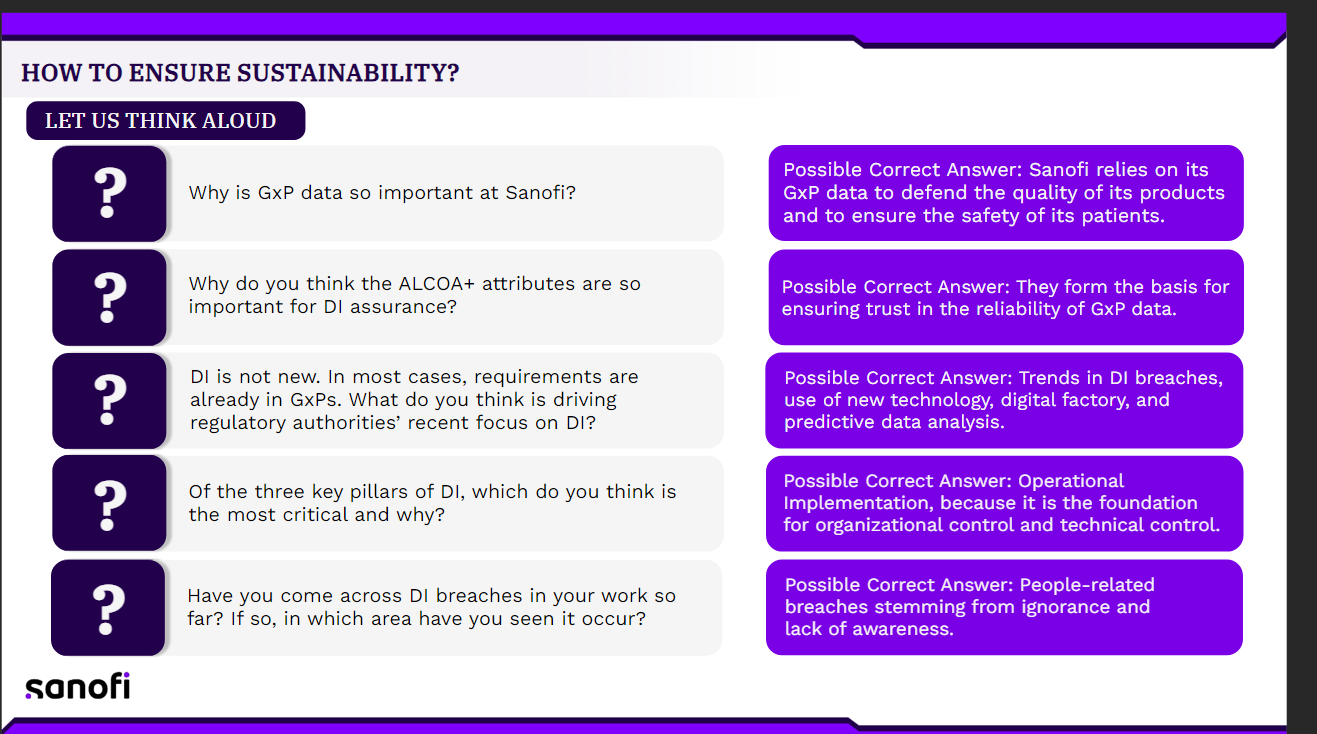 HOW TO ENSURE SUSTAINABILITY?
LET US THINK ALOUD
?
Why is GxP data so important at Sanofi?
Possible Correct Answer: Sanofi relies on its
GxP data to defend the quality of its products
and to ensure the safety of its patients.
?
Why do you think the ALCOA+ attributes are so
important for DI assurance?
Possible Correct Answer: They form the basis for
ensuring trust in the reliability of GxP data.
?
DI is not new. In most cases, requirements are
already in GxPs. What do you think is driving
regulatory authorities’ recent focus on DI?
Possible Correct Answer: Trends in DI breaches,
use of new technology, digital factory, and
predictive data analysis.
?
Of the three key pillars of DI, which do you think is
the most critical and why?
Possible Correct Answer: Operational
Implementation, because it is the foundation
for organizational control and technical control.
?
Have you come across DI breaches in your work so
far? If so, in which area have you seen it occur?
Possible Correct Answer: People-related
breaches stemming from ignorance and
lack of awareness.
sanofi